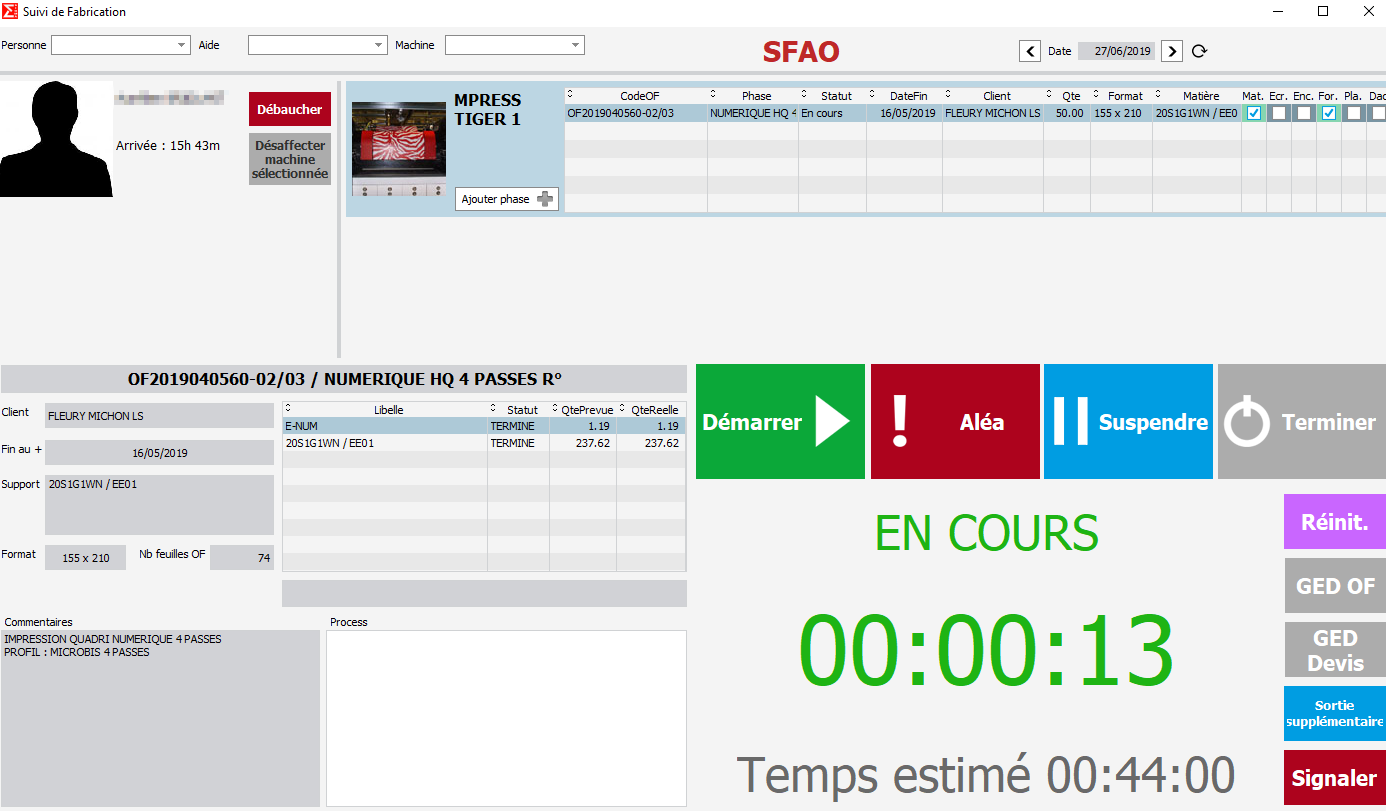 Suivi de Fabrication
Personne Aide Machine SFAO Date 27/06/2019
Débaucher
Arrivée : 15h 43m
Désaffecter
machine
sélectionnée
MPRESS
TIGER 1
Ajouter phase
CodeOF Phase Statut DateFin Client Qte Format Matière Mat. Ecr. Enc. For. Pla. Dac
OF2019040560-02/03 NUMERIQUE HQ 4 En cours 16/05/2019 FLEURY MICHON LS 50.00 155 x 210 20S1G1WN / EE0
OF2019040560-02/03 / NUMERIQUE HQ 4 PASSES R°
Client FLEURY MICHON LS
Fin au + 16/05/2019
Support 20S1G1WN / EE01
Format 155 x 210 Nb feuilles OF 74
Libelle Statut QtePrevue QteReelle
E-NUM TERMINE 1.19 1.19
20S1G1WN / EE01 TERMINE 237.62 237.62
Commentaires
IMPRESSION QUADRI NUMERIQUE 4 PASSES
PROFIL : MICROBIS 4 PASSES
Process
Démarrer
! Aléa
Suspendre
Terminer
EN COURS
00:00:13
Temps estimé 00:44:00
Réinit.
GED OF
GED
Devis
Sortie
supplémentaire
Signaler